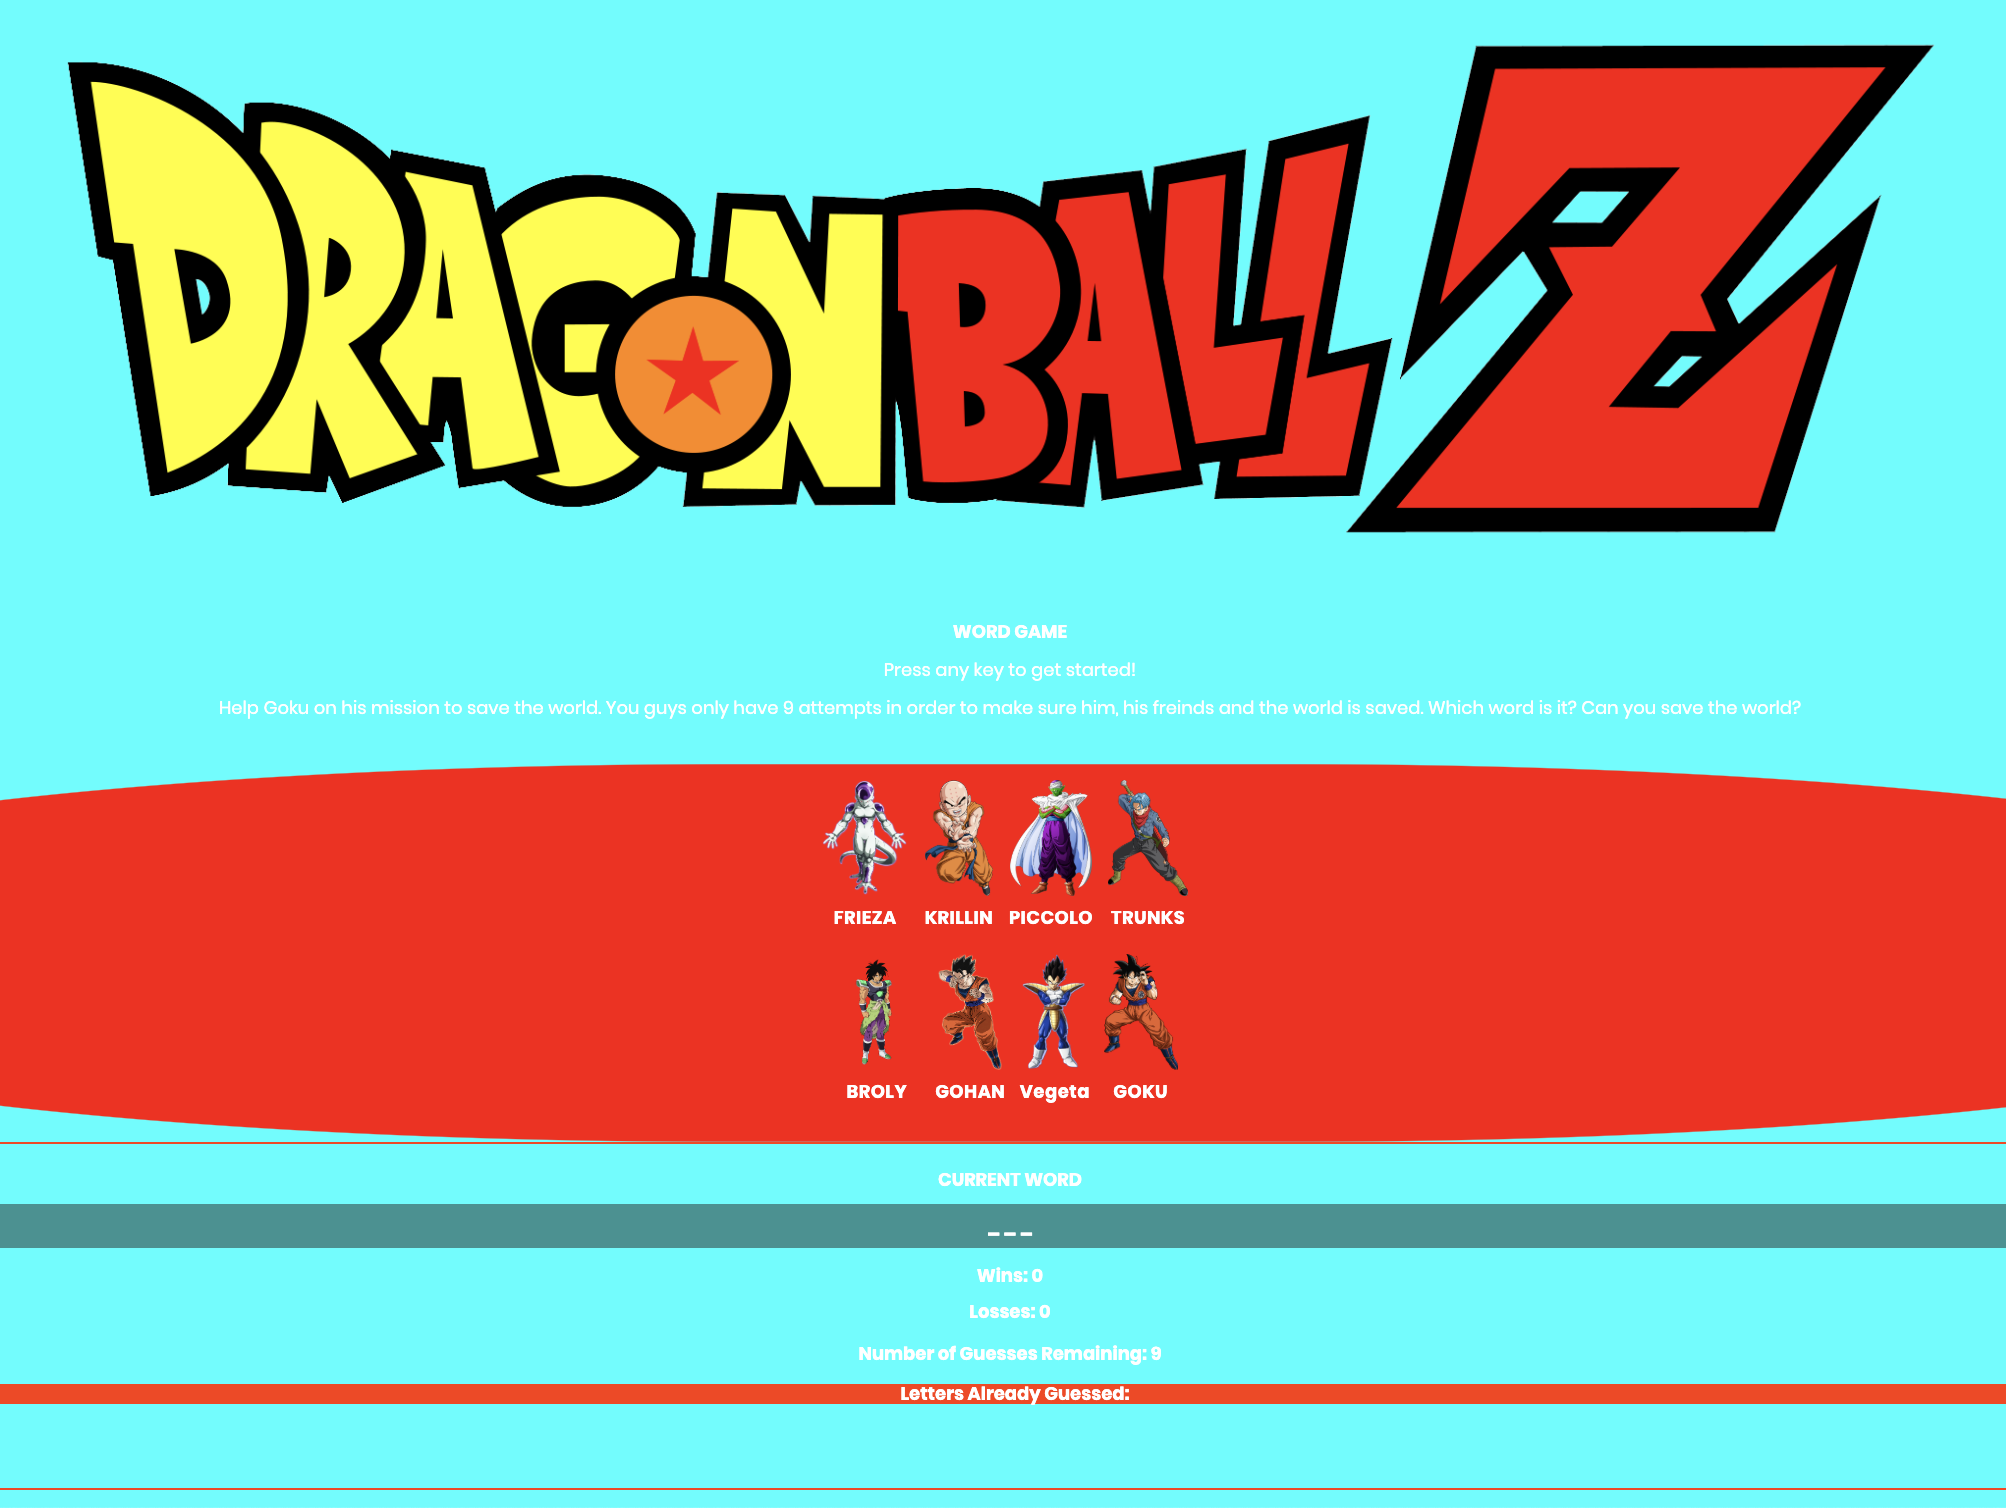 DRAGON BALL Z
WORD GAME
Press any key to get started!
Help Goku on his mission to save the world. You guys only have 9 attempts in order to make sure him, his freinds and the world is saved. Which word is it? Can you save the world?
FRIEZA KRILLIN PICCOLO TRUNKS
BROLY GOHAN Vegeta GOKU
CURRENT WORD
_ _ _
Wins: 0
Losses: 0
Number of Guesses Remaining: 9
Letters Already Guessed: